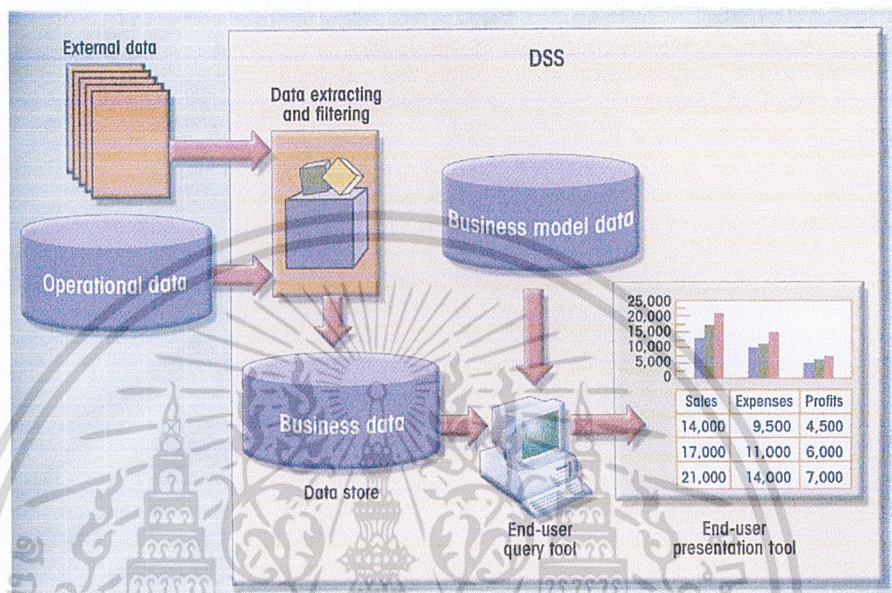 External data
DSS
Data extracting
and filtering
Business model data
Operational data
25,000
20,000
15,000
10,000
5,000
0
Sales Expenses Profits
14,000 9,500 4,500
17,000 11,000 6,000
21,000 14,000 7,000
Business data
Data store
End-user
query tool
End-user
presentation tool